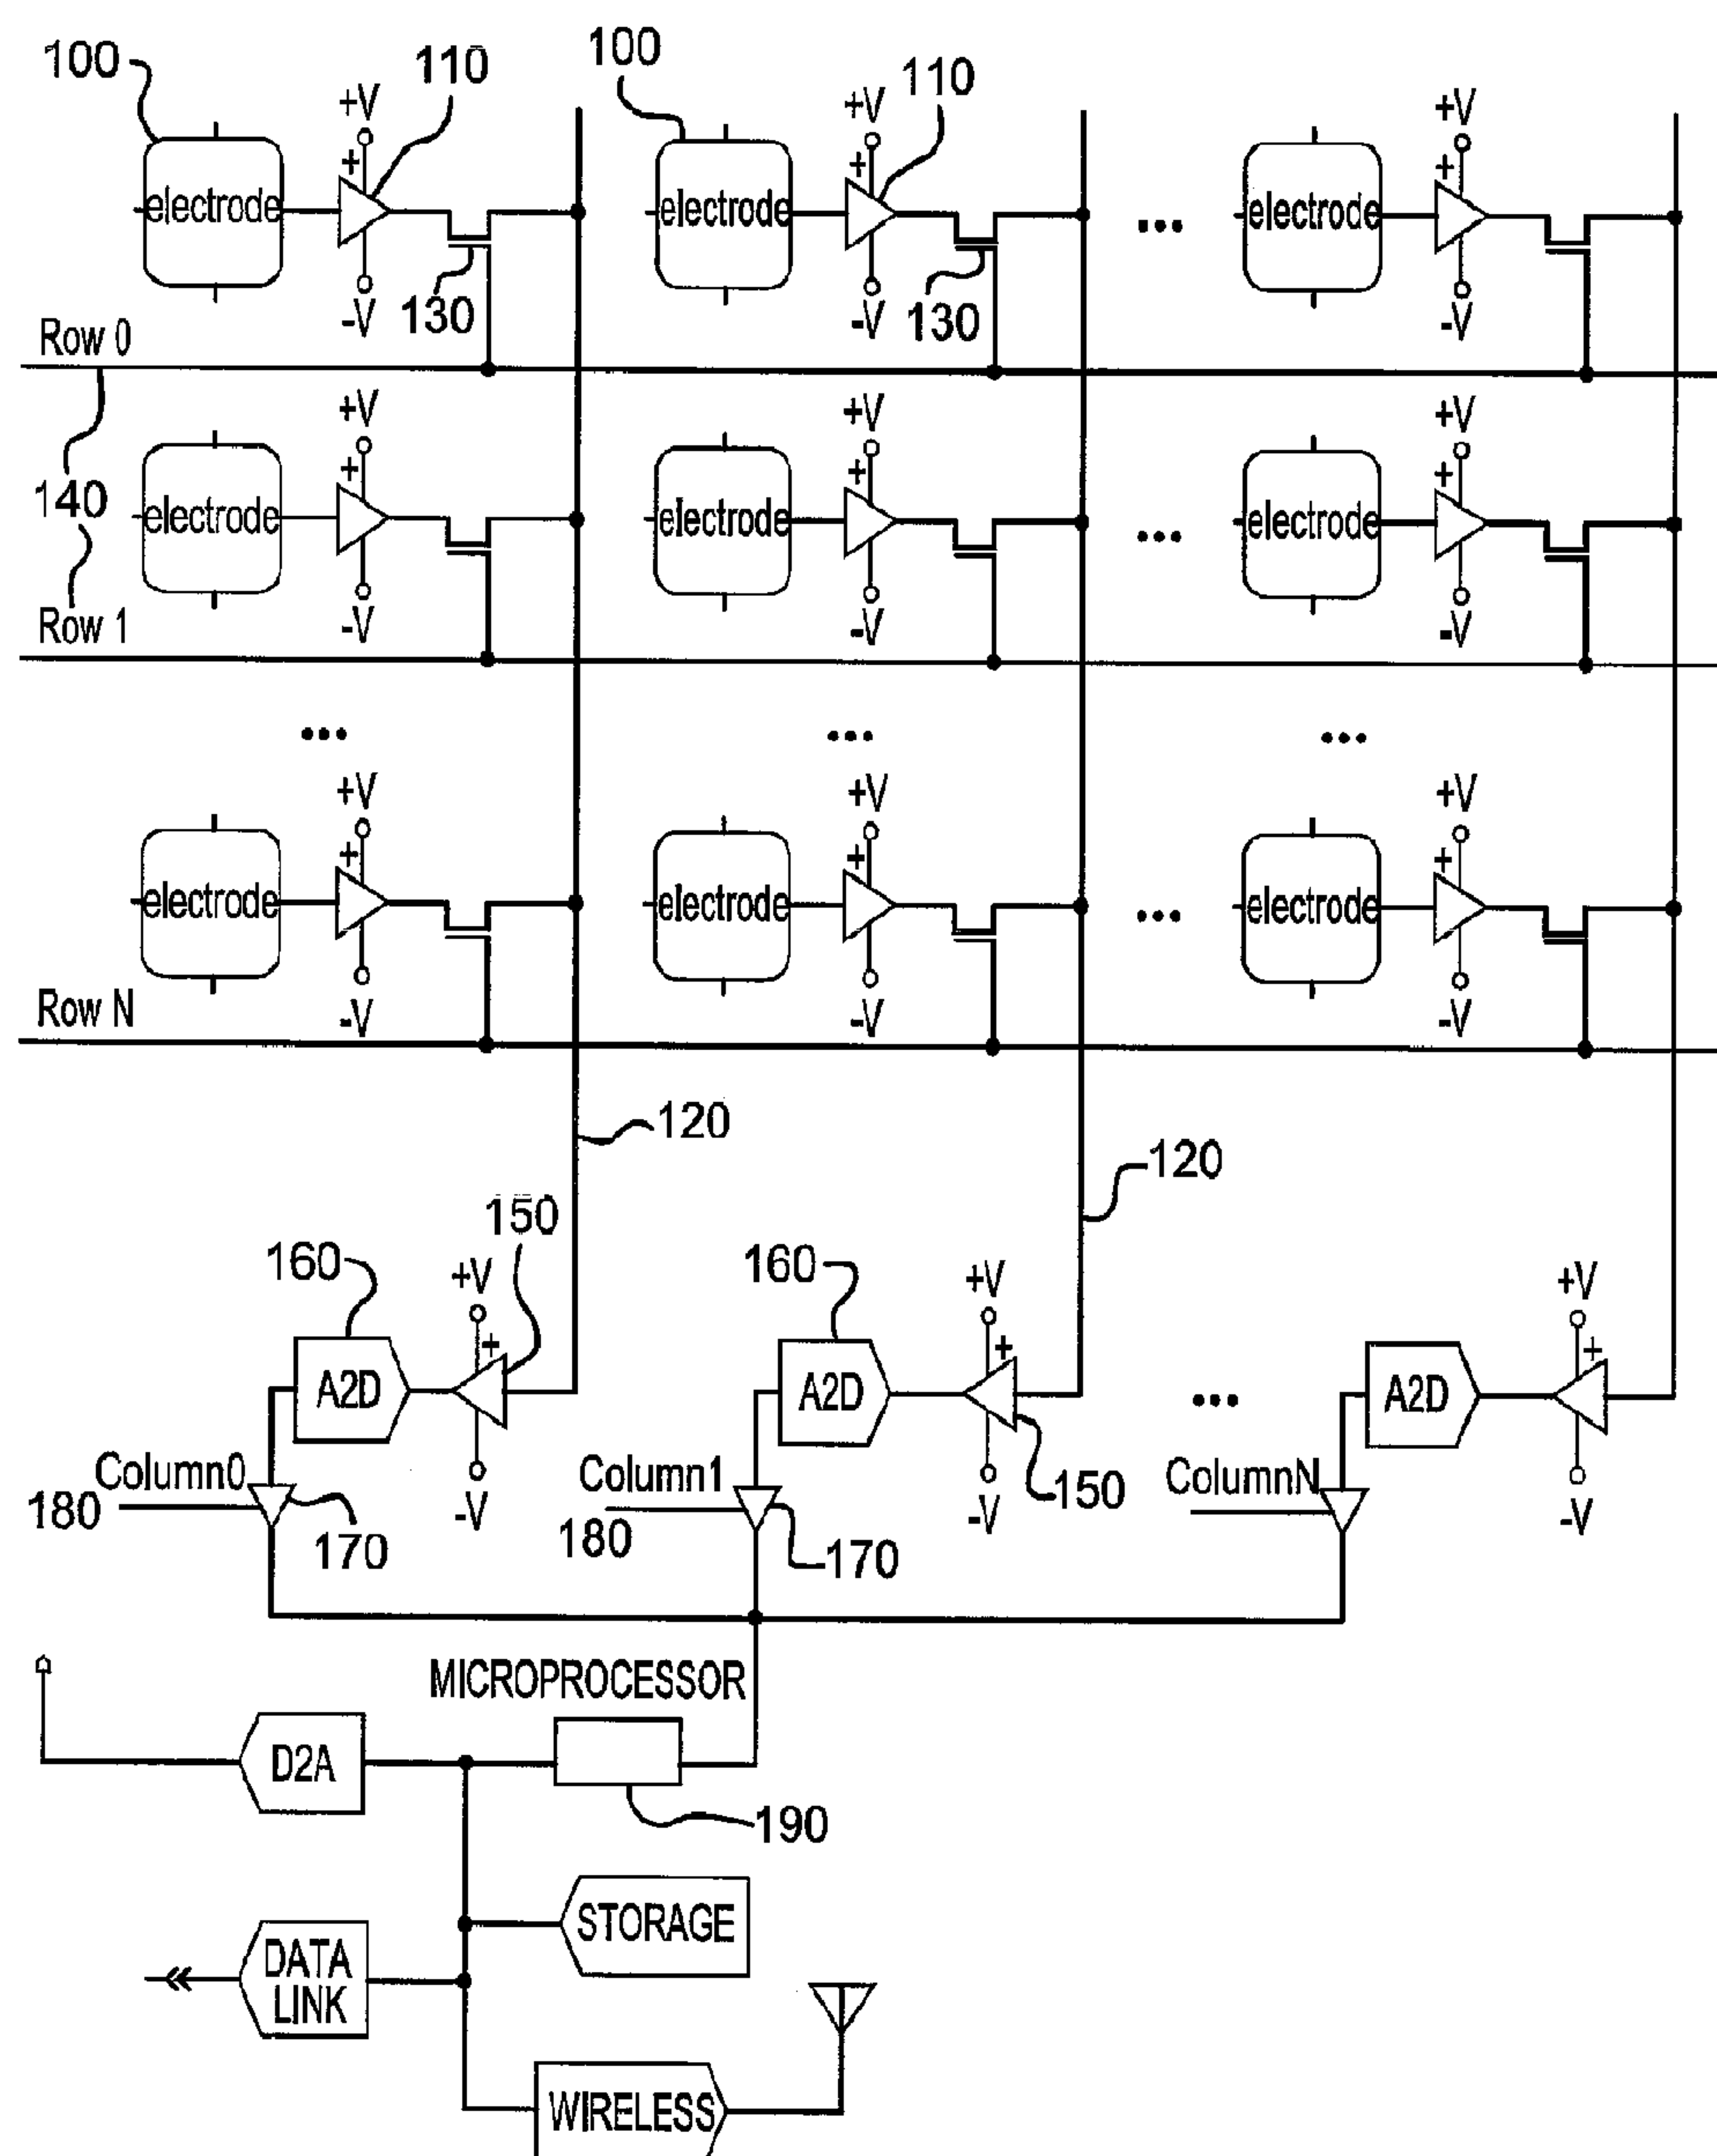 100 110 100 110
+V +V +V
+ + +
electrode electrode ... electrode
130 130
-V -V -V
Row 0
140
+V +V +V
+ + +
electrode electrode ... electrode
-V -V -V
Row 1
... ... ...
+V +V +V
+ + +
electrode electrode ... electrode
-V -V -V
Row N
120
120
150
160 160
+V +V +V
+ + +
A2D A2D ... A2D
Column0 Column1 ColumnN
180 180
150
-V -V -V
170 170
MICROPROCESSOR
D2A
190
STORAGE
DATA
LINK
WIRELESS